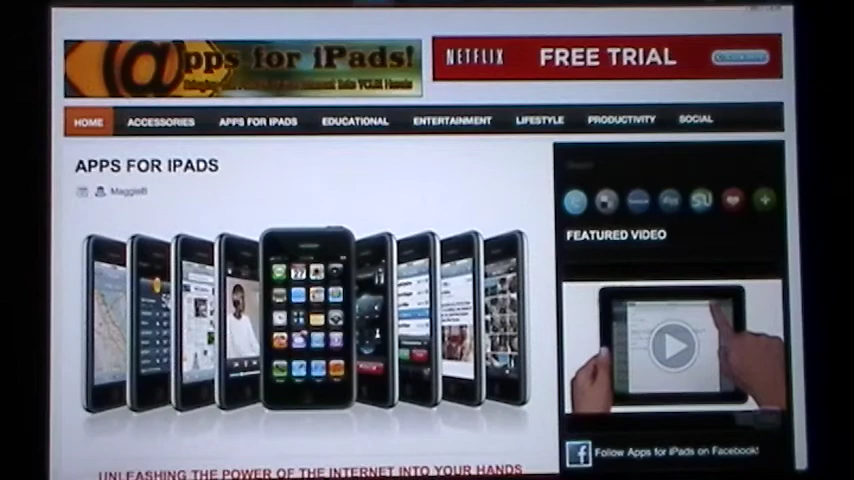 @pps for iPads!
NETFLIX FREE TRIAL
HOME ACCESSORIES APPS FOR IPADS EDUCATIONAL ENTERTAINMENT LIFESTYLE PRODUCTIVITY SOCIAL
APPS FOR IPADS
MaggieB
FEATURED VIDEO
UNLEASHING THE POWER OF THE INTERNET INTO YOUR HANDS
Follow Apps for iPads on Facebook!